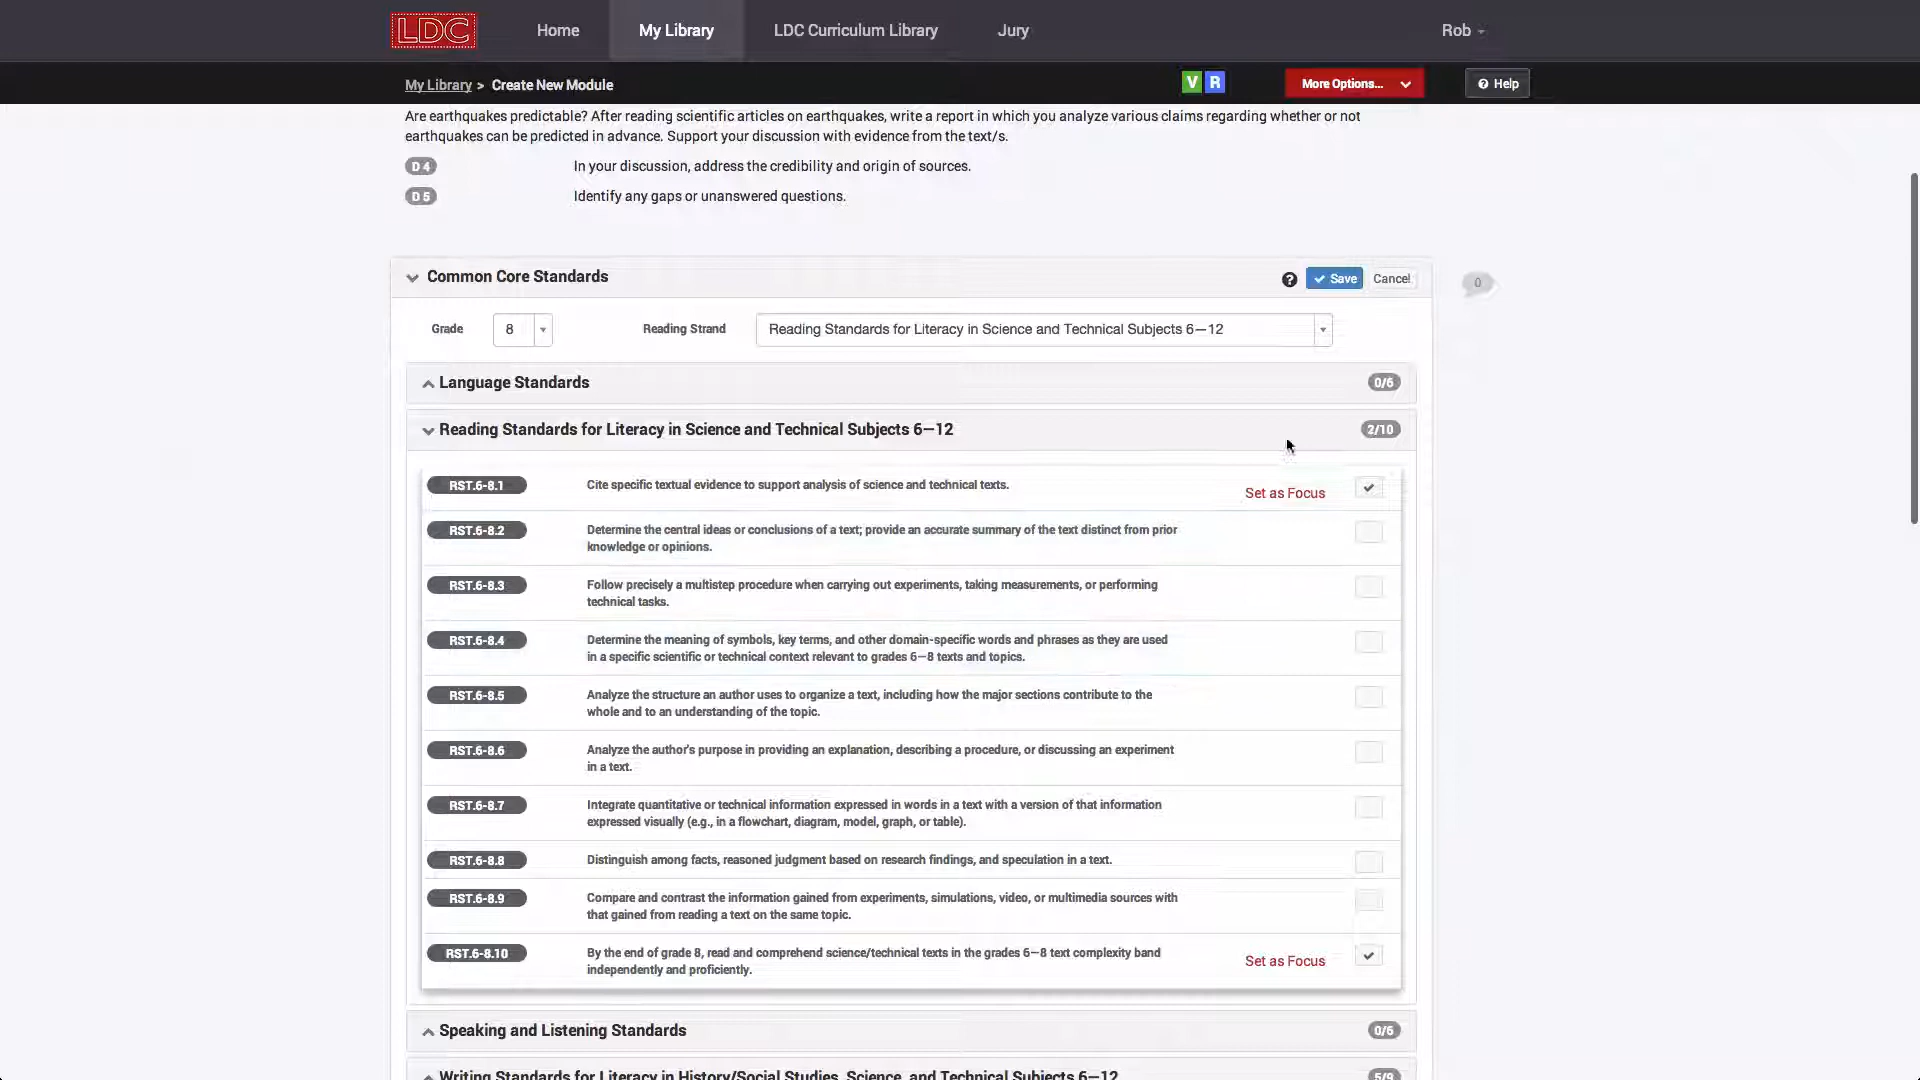 LDC
Home
My Library
LDC Curriculum Library
Jury
Rob
My Library > Create New Module
V R
More Options...
Help
Are earthquakes predictable? After reading scientific articles on earthquakes, write a report in which you analyze various claims regarding whether or not
earthquakes can be predicted in advance. Support your discussion with evidence from the text/s.
D 4 In your discussion, address the credibility and origin of sources.
D 5 Identify any gaps or unanswered questions.
Common Core Standards
Save
Cancel
0
Grade 8
Reading Strand Reading Standards for Literacy in Science and Technical Subjects 6—12
Language Standards 0/6
Reading Standards for Literacy in Science and Technical Subjects 6—12 2/10
RST.6-8.1 Cite specific textual evidence to support analysis of science and technical texts. Set as Focus
RST.6-8.2 Determine the central ideas or conclusions of a text; provide an accurate summary of the text distinct from prior
knowledge or opinions.
RST.6-8.3 Follow precisely a multistep procedure when carrying out experiments, taking measurements, or performing
technical tasks.
RST.6-8.4 Determine the meaning of symbols, key terms, and other domain-specific words and phrases as they are used
in a specific scientific or technical context relevant to grades 6—8 texts and topics.
RST.6-8.5 Analyze the structure an author uses to organize a text, including how the major sections contribute to the
whole and to an understanding of the topic.
RST.6-8.6 Analyze the author's purpose in providing an explanation, describing a procedure, or discussing an experiment
in a text.
RST.6-8.7 Integrate quantitative or technical information expressed in words in a text with a version of that information
expressed visually (e.g., in a flowchart, diagram, model, graph, or table).
RST.6-8.8 Distinguish among facts, reasoned judgment based on research findings, and speculation in a text.
RST.6-8.9 Compare and contrast the information gained from experiments, simulations, video, or multimedia sources with
that gained from reading a text on the same topic.
RST.6-8.10 By the end of grade 8, read and comprehend science/technical texts in the grades 6—8 text complexity band
independently and proficiently. Set as Focus
Speaking and Listening Standards 0/6
Writing Standards for Literacy in History/Social Studies, Science, and Technical Subjects 6—12 5/9